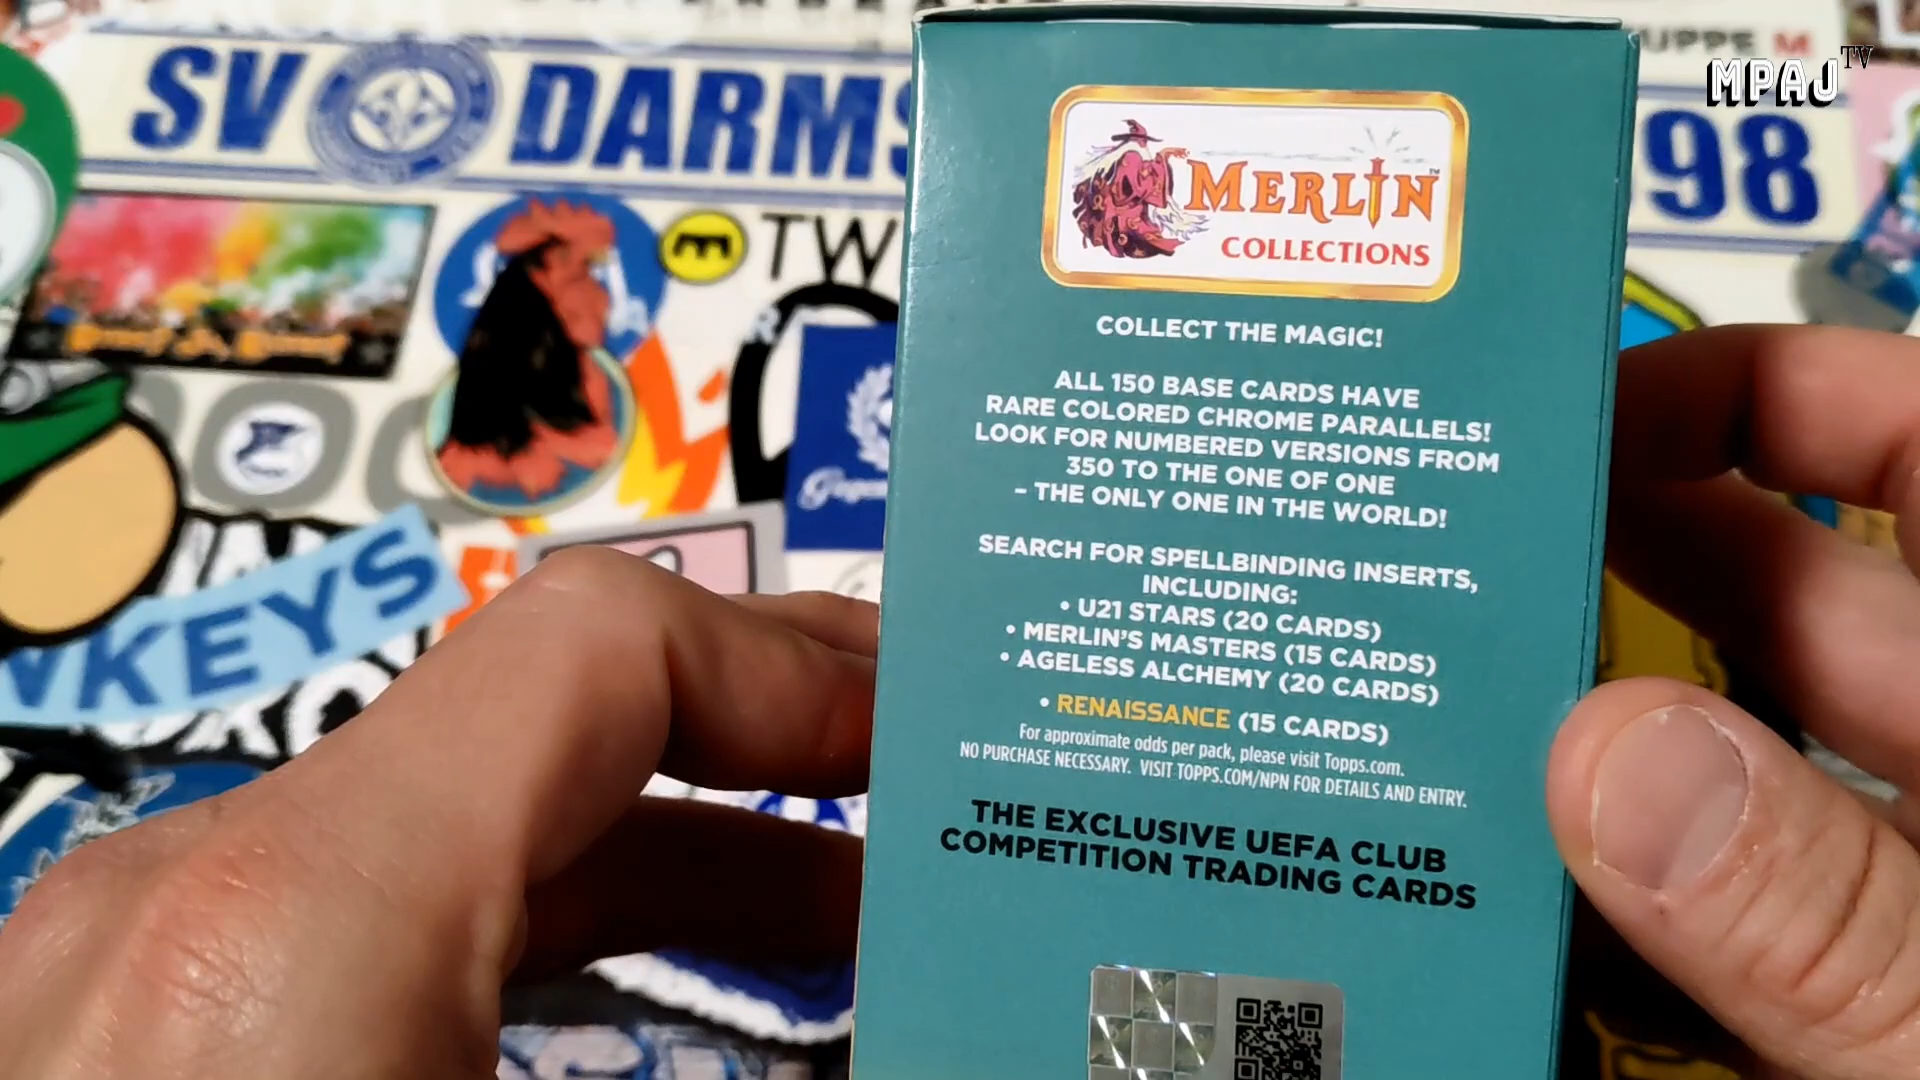 UPPE M
MPAJ TV
SV DARMS
98
TW
MERLIN™
COLLECTIONS
COLLECT THE MAGIC!
ALL 150 BASE CARDS HAVE
RARE COLORED CHROME PARALLELS!
LOOK FOR NUMBERED VERSIONS FROM
350 TO THE ONE OF ONE
- THE ONLY ONE IN THE WORLD!
SEARCH FOR SPELLBINDING INSERTS,
INCLUDING:
• U21 STARS (20 CARDS)
• MERLIN'S MASTERS (15 CARDS)
• AGELESS ALCHEMY (20 CARDS)
• RENAISSANCE (15 CARDS)
For approximate odds per pack, please visit Topps.com.
NO PURCHASE NECESSARY. VISIT TOPPS.COM/NPN FOR DETAILS AND ENTRY.
THE EXCLUSIVE UEFA CLUB
COMPETITION TRADING CARDS